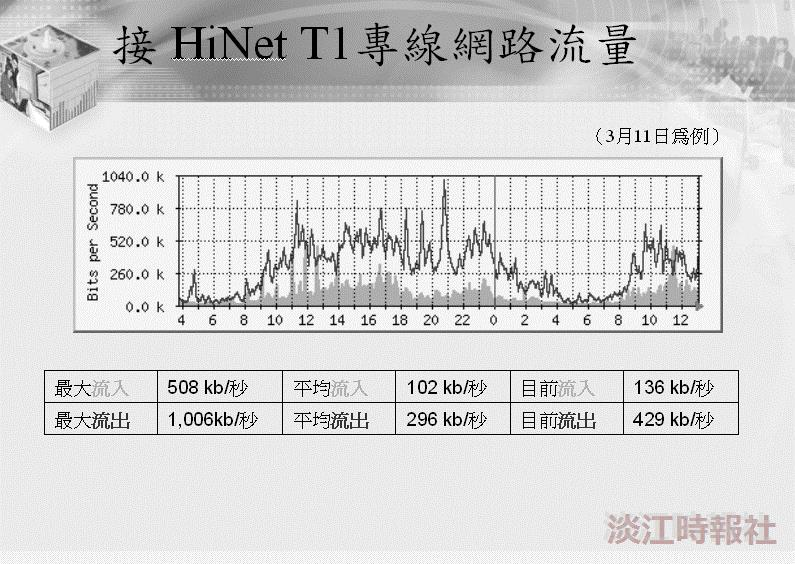 接 HiNet T1專線網路流量
（3月11日為例）
Bits per Second
1040.0 k
780.0 k
520.0 k
260.0 k
0.0 k
4 6 8 10 12 14 16 18 20 22 0 2 4 6 8 10 12
最大流入 508 kb/秒 平均流入 102 kb/秒 目前流入 136 kb/秒
最大流出 1,006kb/秒 平均流出 296 kb/秒 目前流出 429 kb/秒
淡江時報社